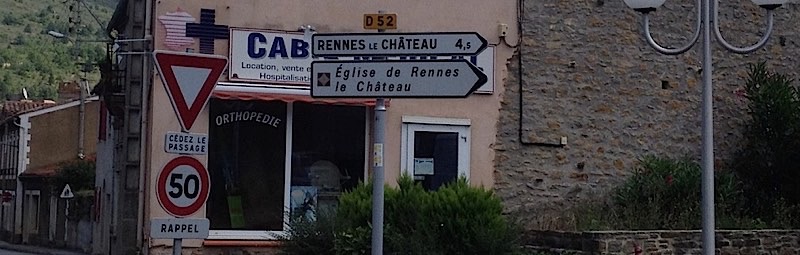 D 52
RENNES LE CHÂTEAU 4,5
Église de Rennes
le Château
CAB
Location, vente
Hospitalisati
ORTHOPEDIE
CÉDEZ LE
PASSAGE
50
RAPPEL